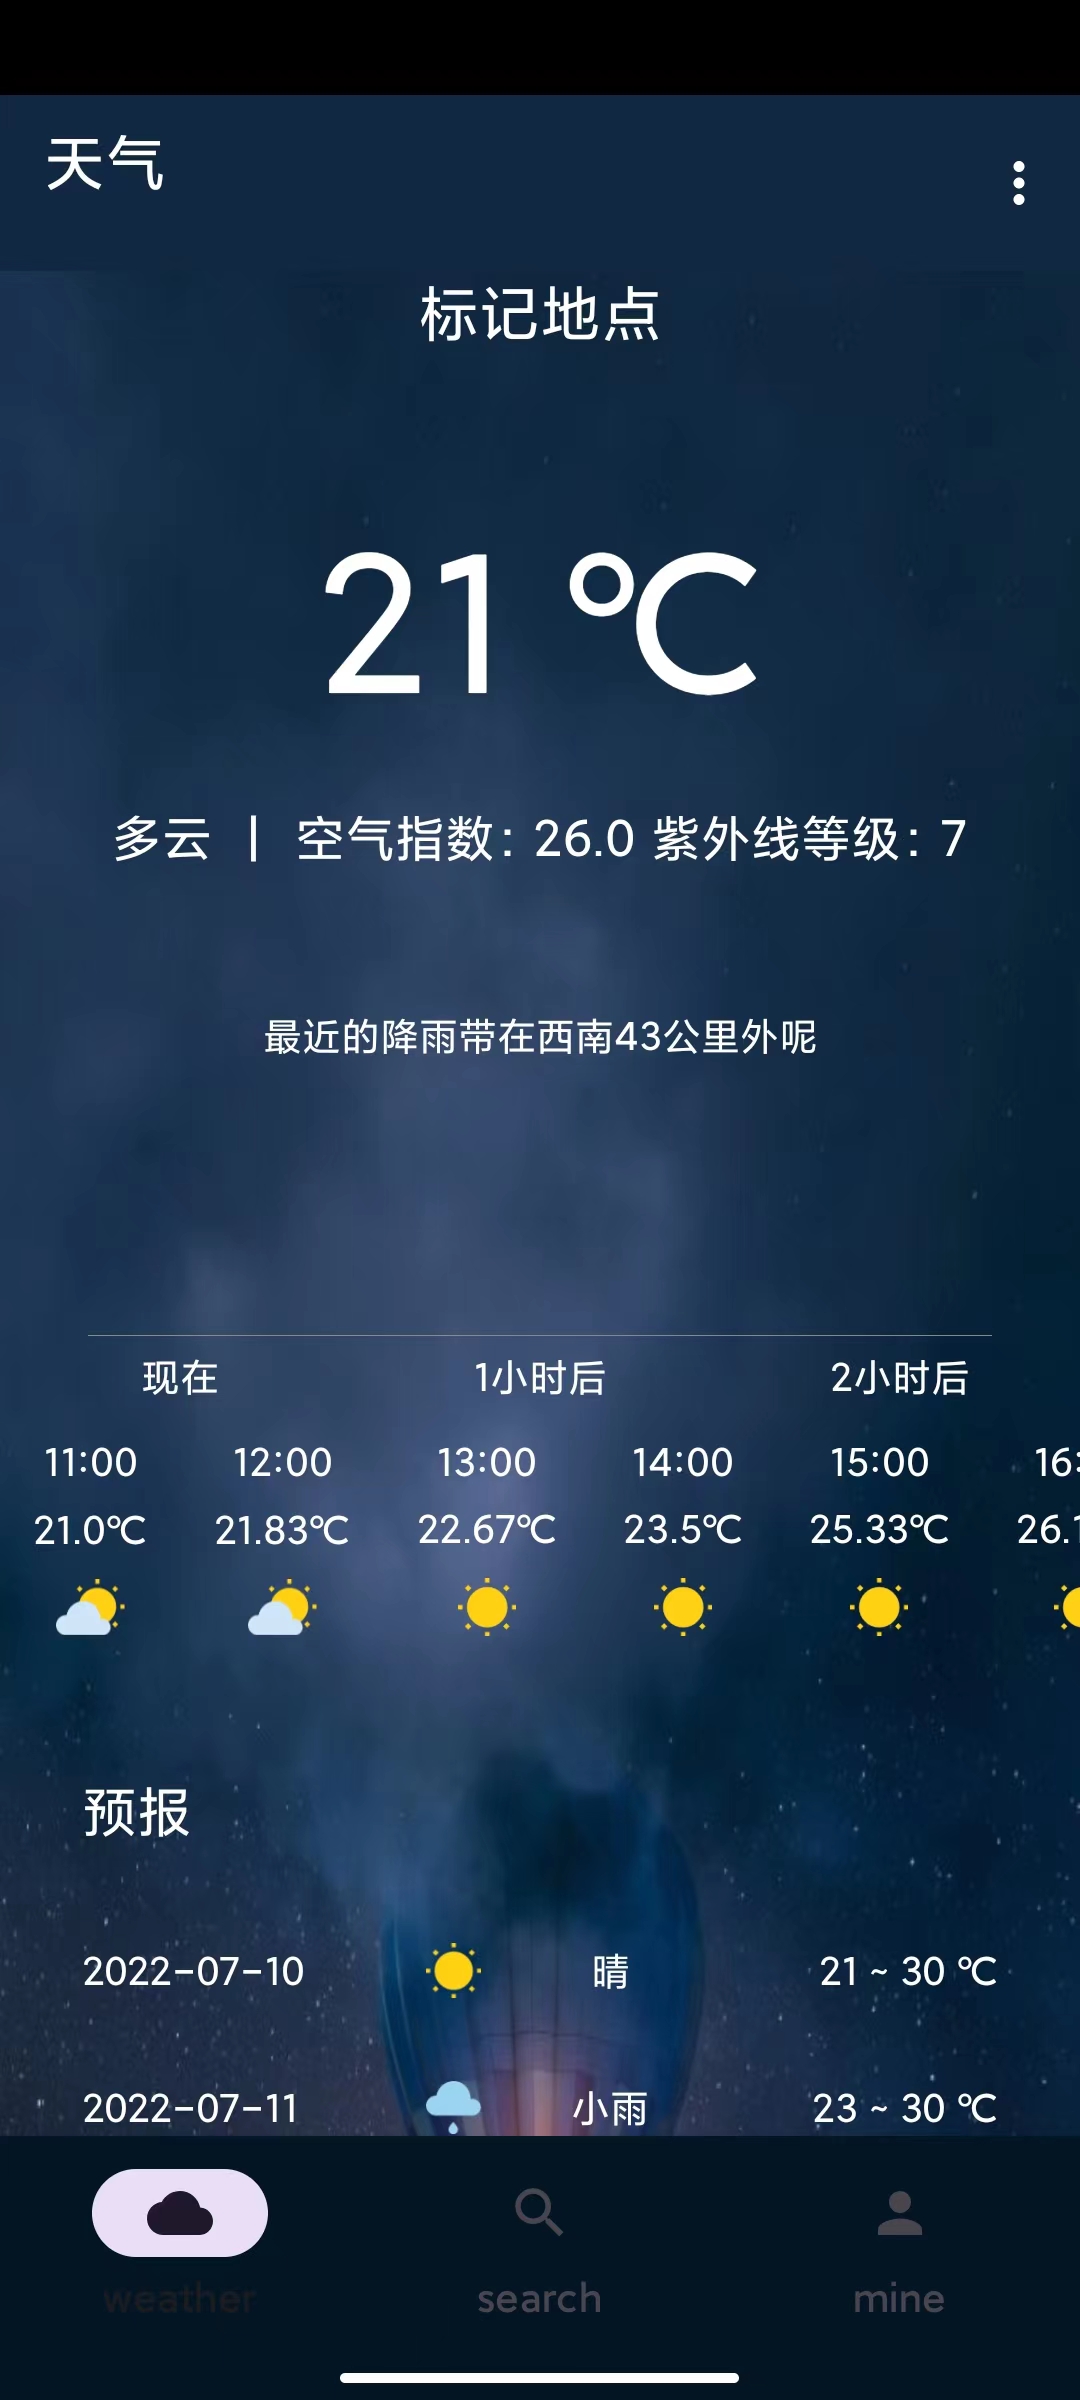 天气
标记地点
21 ℃
多云 | 空气指数: 26.0 紫外线等级: 7
最近的降雨带在西南43公里外呢
现在 1小时后 2小时后
11:00 12:00 13:00 14:00 15:00 16:
21.0℃ 21.83℃ 22.67℃ 23.5℃ 25.33℃ 26.1
预报
2022-07-10 晴 21 ~ 30 ℃
2022-07-11 小雨 23 ~ 30 ℃
weather search mine